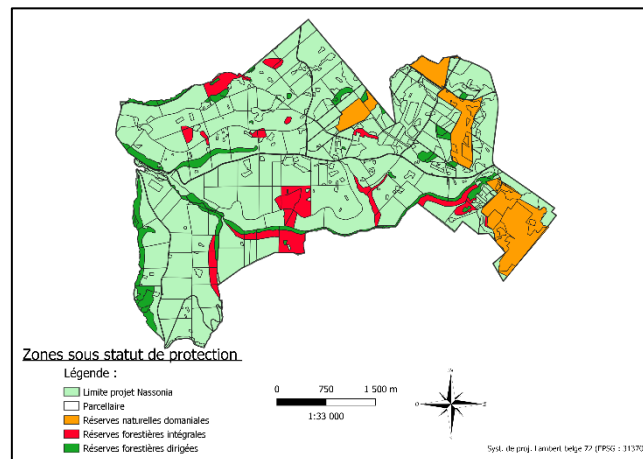 Zones sous statut de protection
Légende :
Limite projet Nassonia
Parcellaire
Réserves naturelles domaniales
Réserves forestières intégrales
Réserves forestières dirigées
0 750 1 500 m
1:33 000
Syst. de proj. Lambert belge 72 (EPSG : 31370)